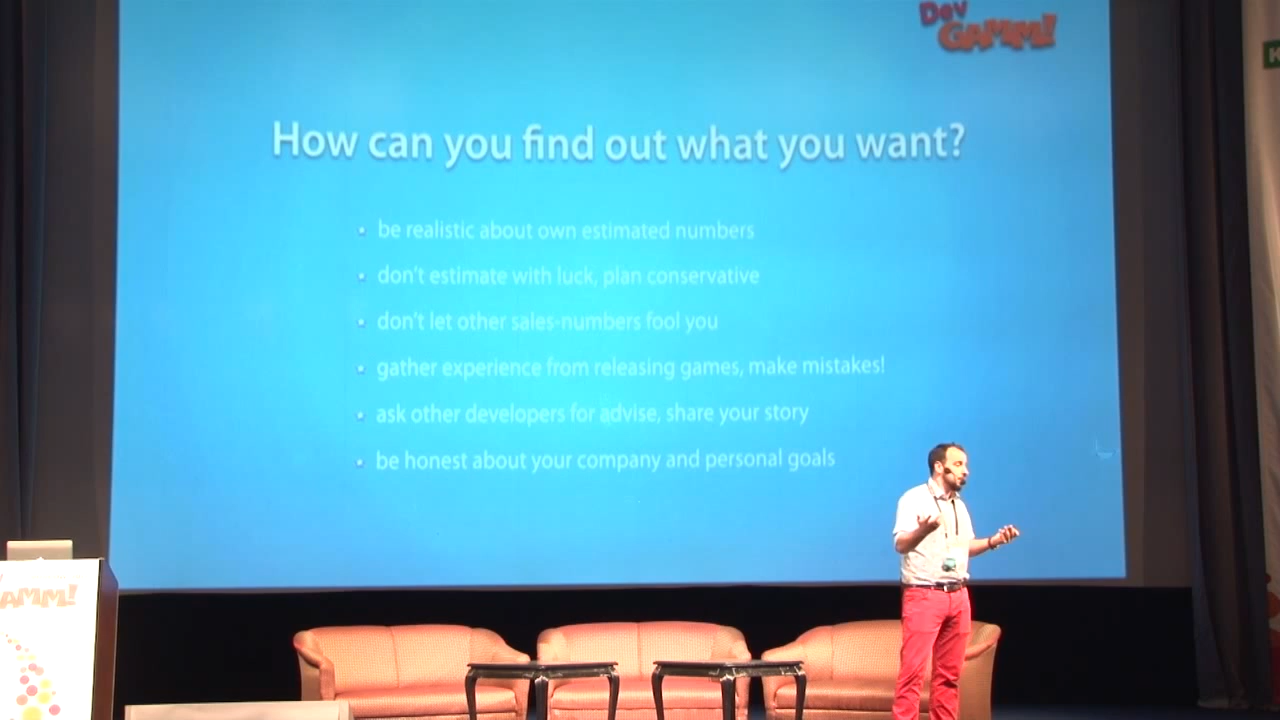 Dev
GAMM!
How can you find out what you want?
be realistic about own estimated numbers
don't estimate with luck, plan conservative
don't let other sales-numbers fool you
gather experience from releasing games, make mistakes!
ask other developers for advise, share your story
be honest about your company and personal goals
AMM!